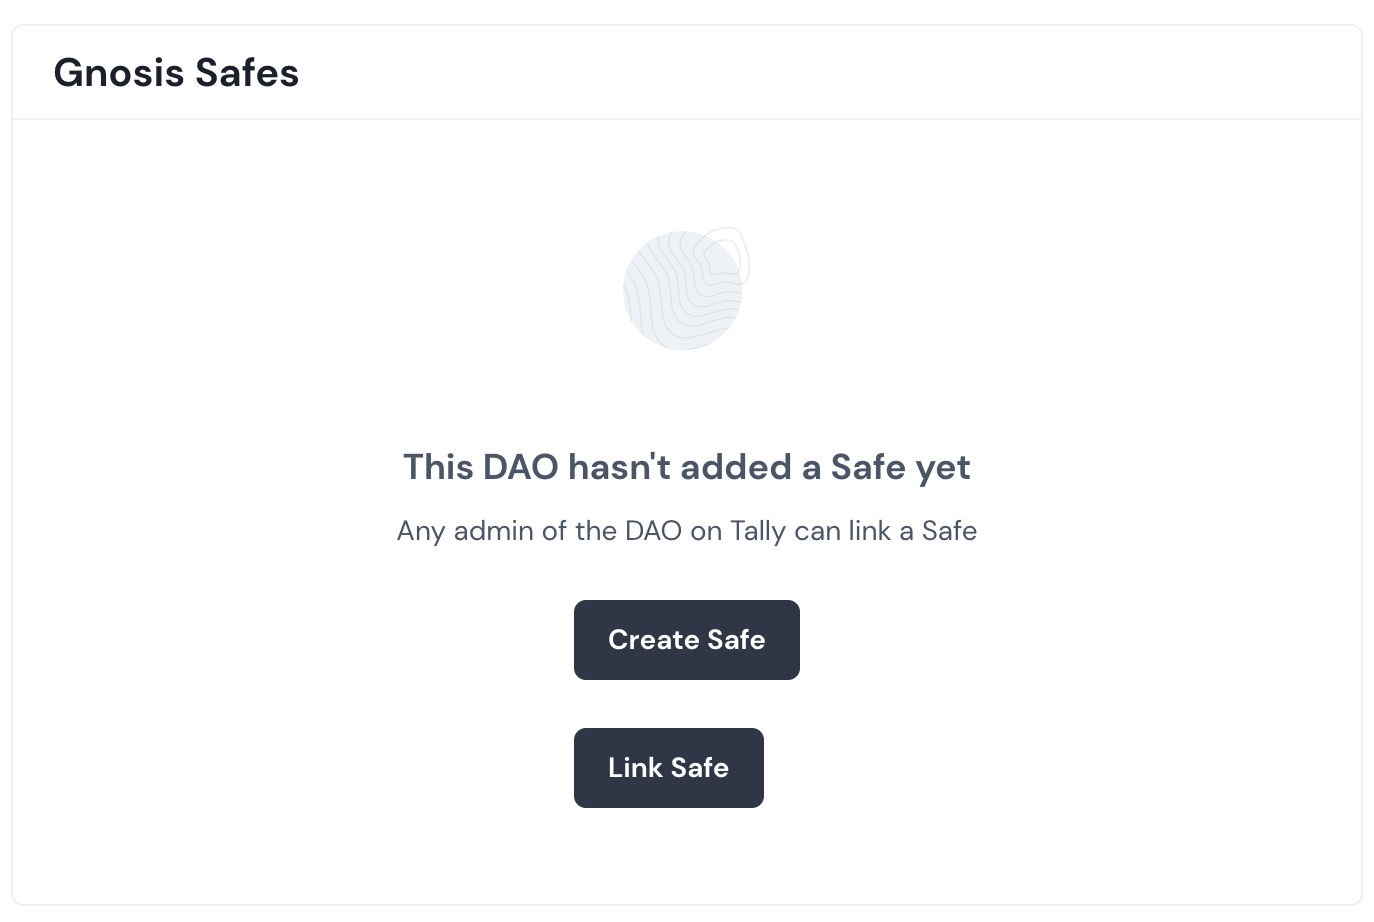 Gnosis Safes
This DAO hasn't added a Safe yet
Any admin of the DAO on Tally can link a Safe
Create Safe
Link Safe